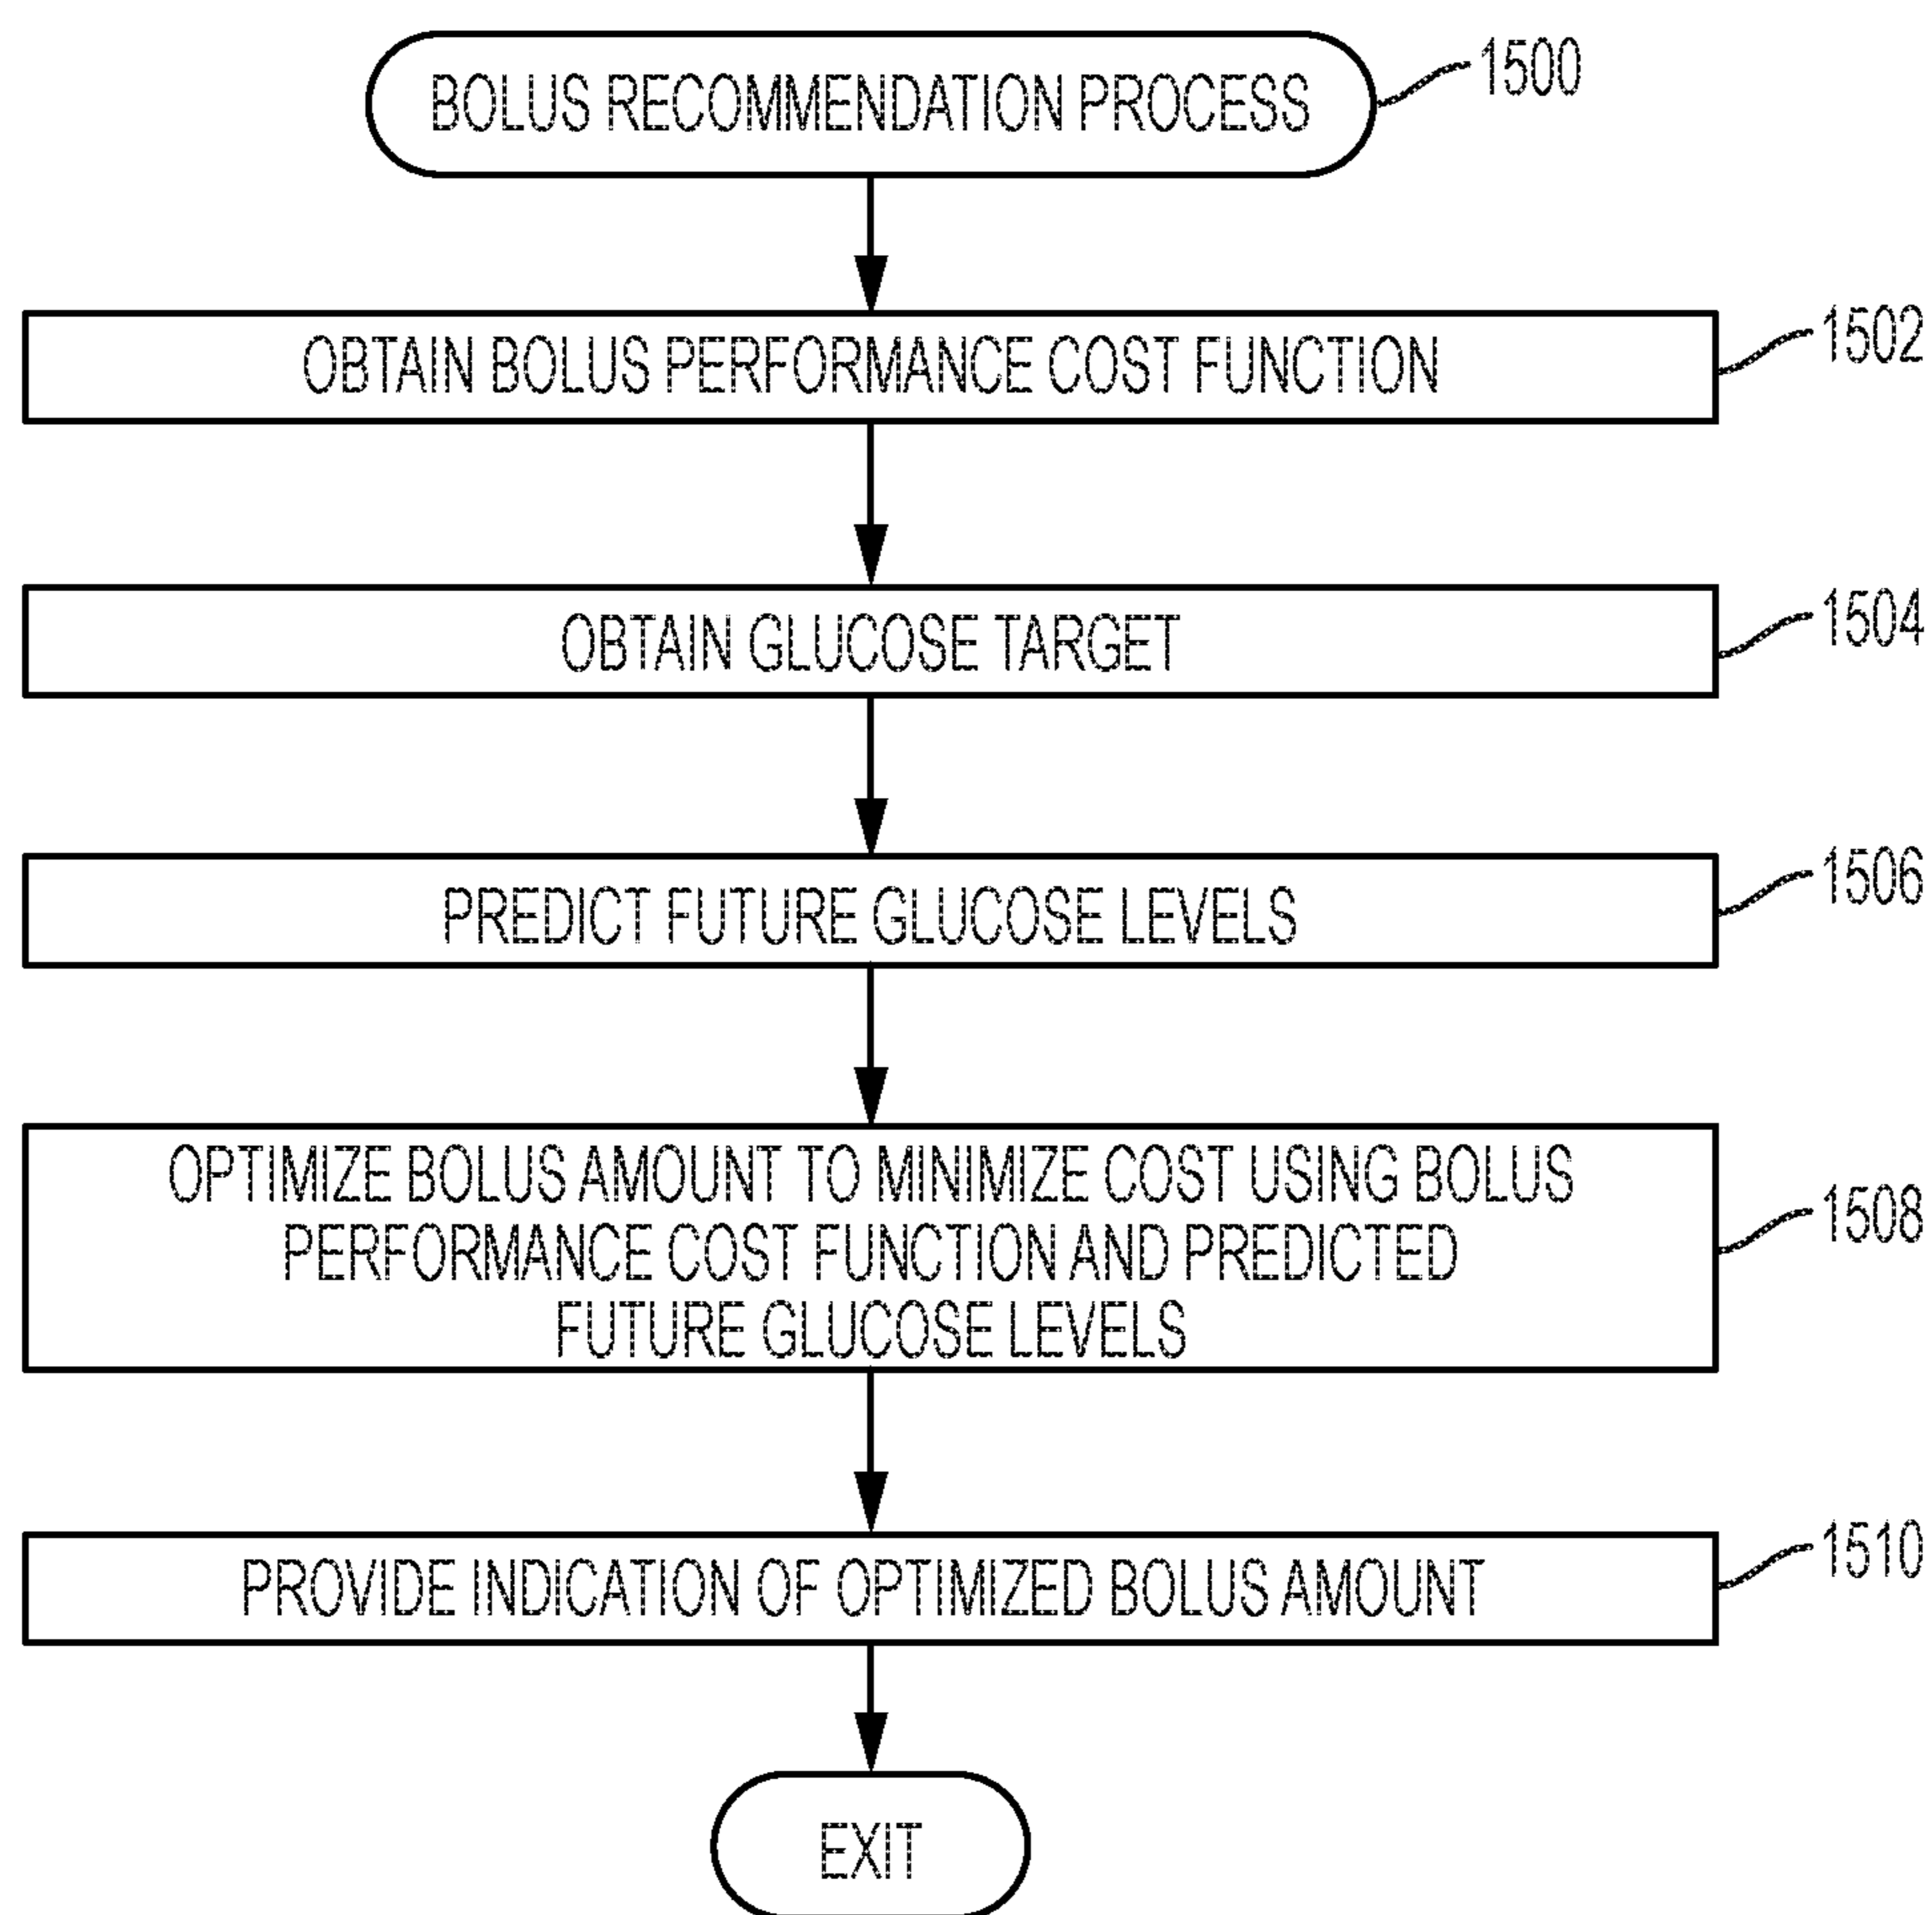 BOLUS RECOMMENDATION PROCESS
1500
OBTAIN BOLUS PERFORMANCE COST FUNCTION
1502
OBTAIN GLUCOSE TARGET
1504
PREDICT FUTURE GLUCOSE LEVELS
1506
OPTIMIZE BOLUS AMOUNT TO MINIMIZE COST USING BOLUS
PERFORMANCE COST FUNCTION AND PREDICTED
FUTURE GLUCOSE LEVELS
1508
PROVIDE INDICATION OF OPTIMIZED BOLUS AMOUNT
1510
EXIT